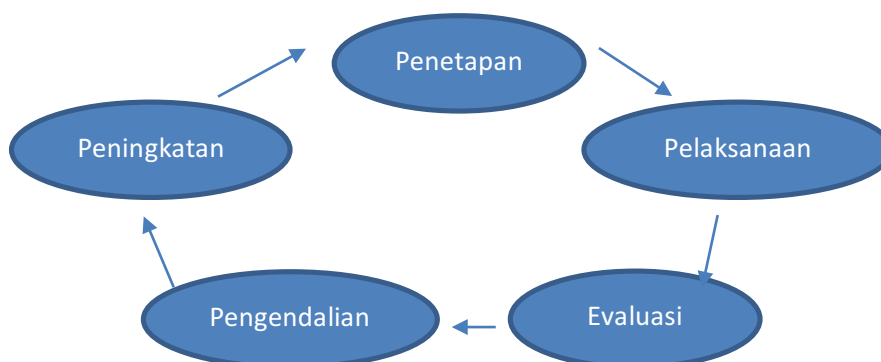 Penetapan
Pelaksanaan
Evaluasi
Pengendalian
Peningkatan